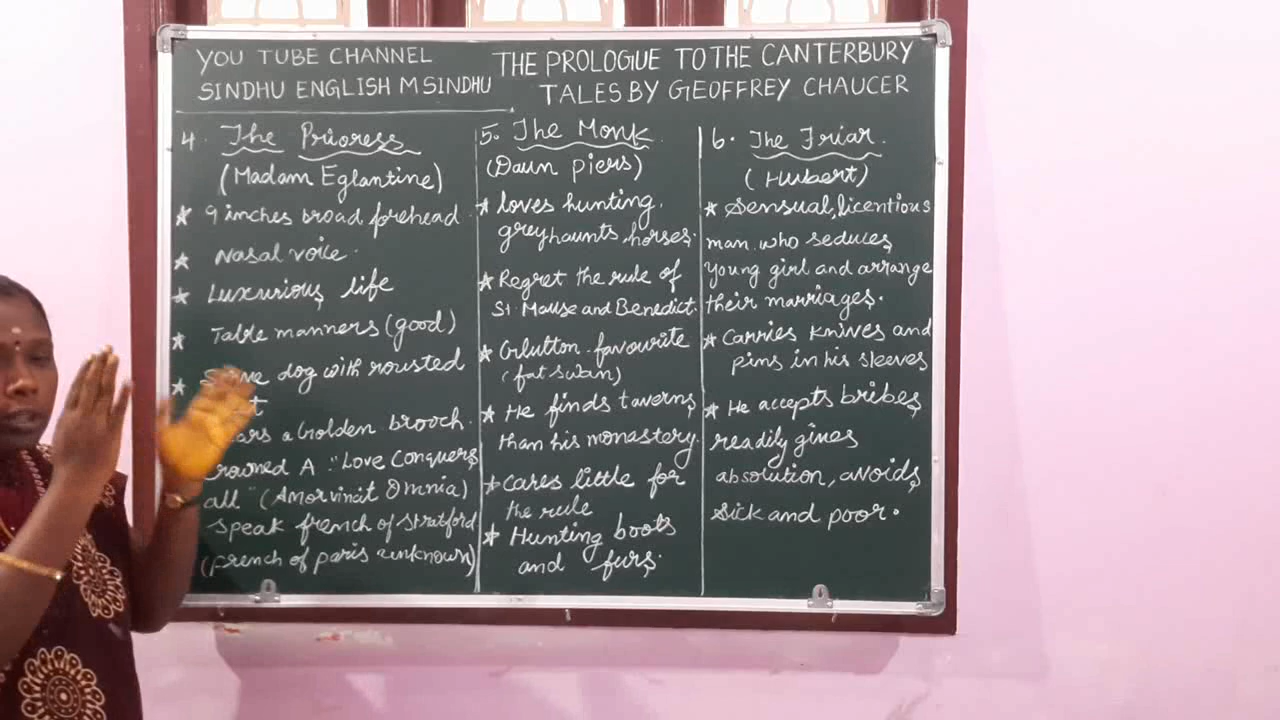 YOU TUBE CHANNEL
SINDHU ENGLISH M SINDHU
THE PROLOGUE TO THE CANTERBURY
TALES BY GEOFFREY CHAUCER
4. The Prioress
(Madam Eglantine)
★ 9 inches broad forehead
★ Nasal voice
★ Luxurious life
★ Table manners (good)
★ dog with rousted
a Golden brooch
A "Love Conquers
all" (Amorvincit Omnia)
speak french of Stratford
(french of paris unknown)
5. The Monk
(Daun piers)
★ loves hunting,
greyhaunts, horses.
★ Regret the rule of
St. Mause and Benedict.
★ Glutton - favourite
(fat swan)
★ He finds taverns
than his monastery.
★ Cares little for
the rule
★ Hunting boots
and furs.
6. The Friar
(Hubert)
★ Sensual, licentious
man who seduces
young girl and arrange
their marriages.
★ Carries knives and
pins in his sleeves
★ He accepts bribes
readily gives
absolution, avoids
Sick and poor.